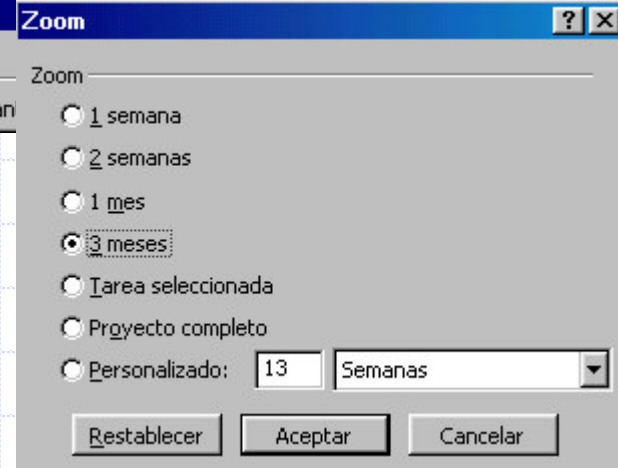 Zoom
Zoom
1 semana
2 semanas
1 mes
3 meses
Tarea seleccionada
Proyecto completo
Personalizado: 13 Semanas
Restablecer Aceptar Cancelar